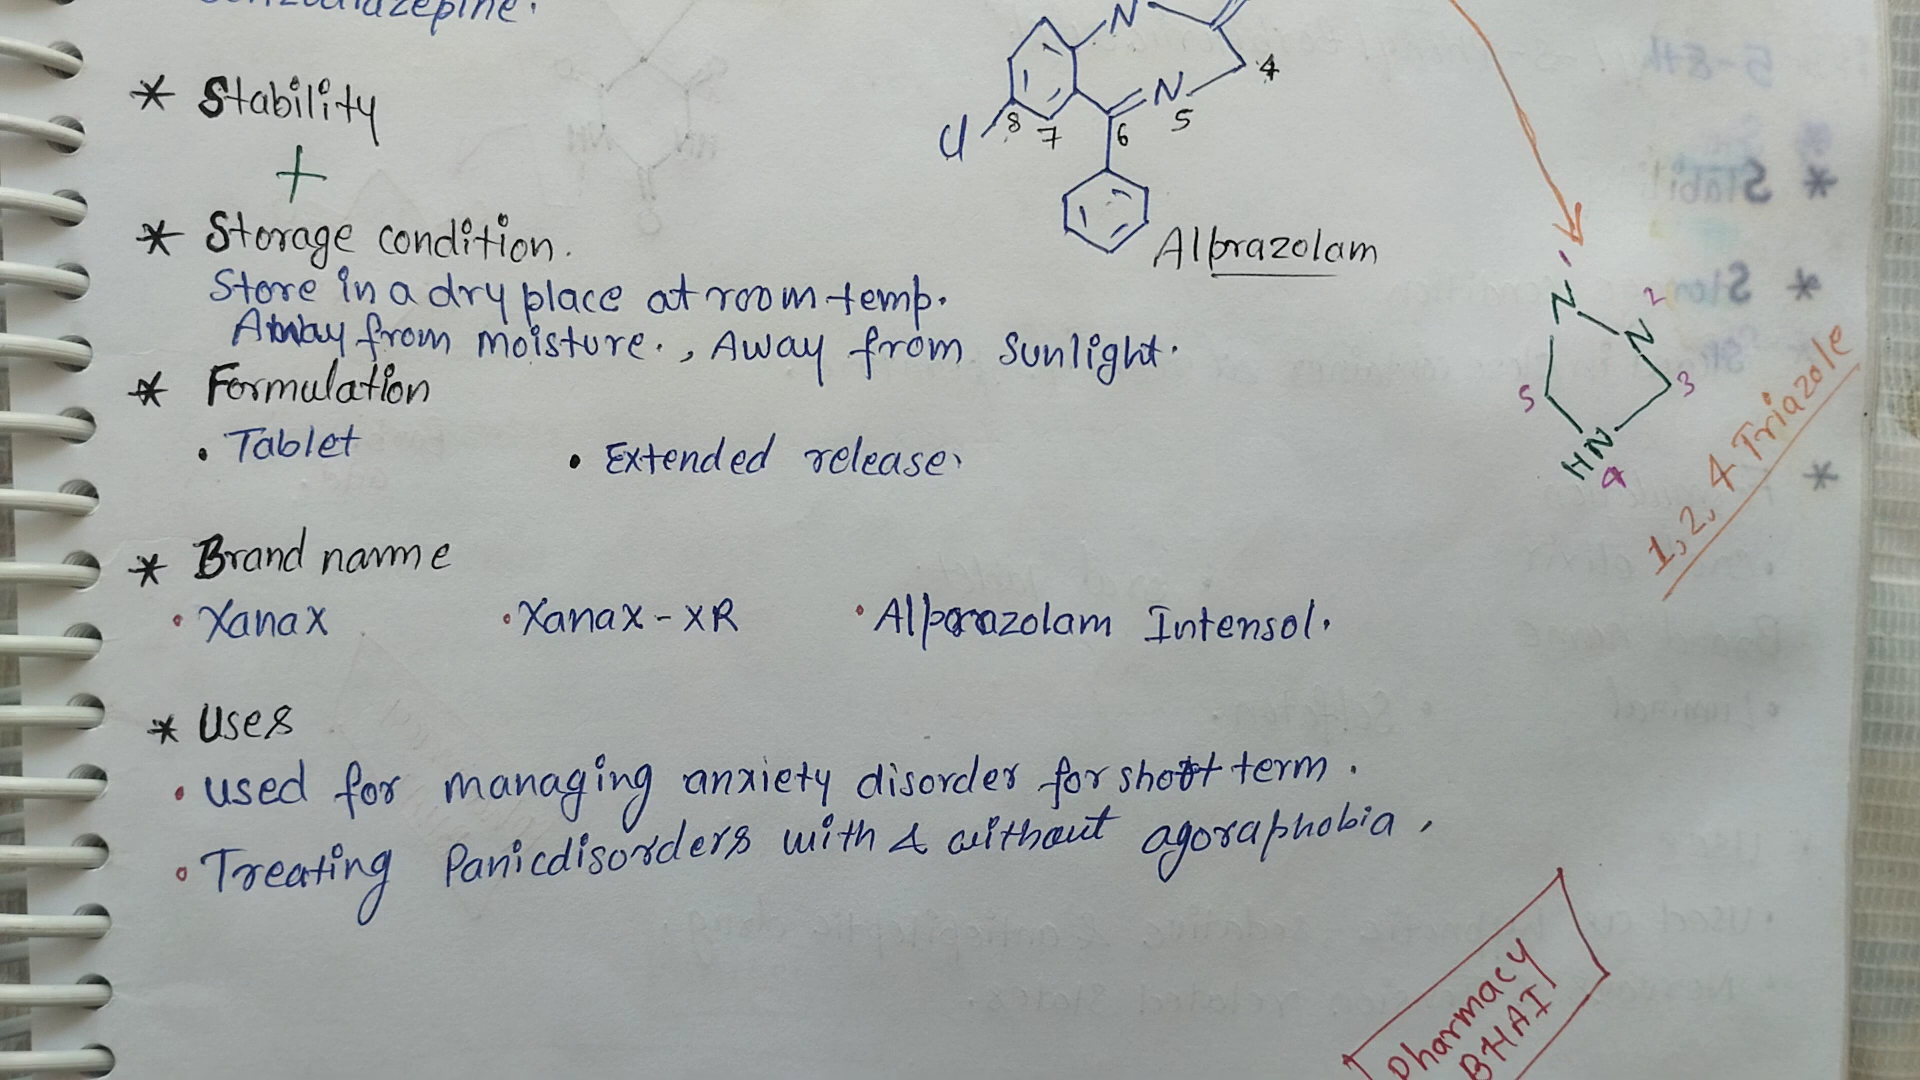 N
* Stability
N
4
Cl
8
7
6
5
+
* Storage condition.
Alprazolam
Store in a dry place at room temp.
Away from moisture., Away from sunlight.
* Formulation
• Tablet
• Extended release.
1
N
2
N
5
3
HN
4
1, 2, 4 Triazole
* Brand name
• Xanax
• Xanax-XR
• Alprazolam Intensol.
* Uses
• used for managing anxiety disorder for short term.
• Treating Panicdisorders with & without agoraphobia,
Pharmacy
BHAI